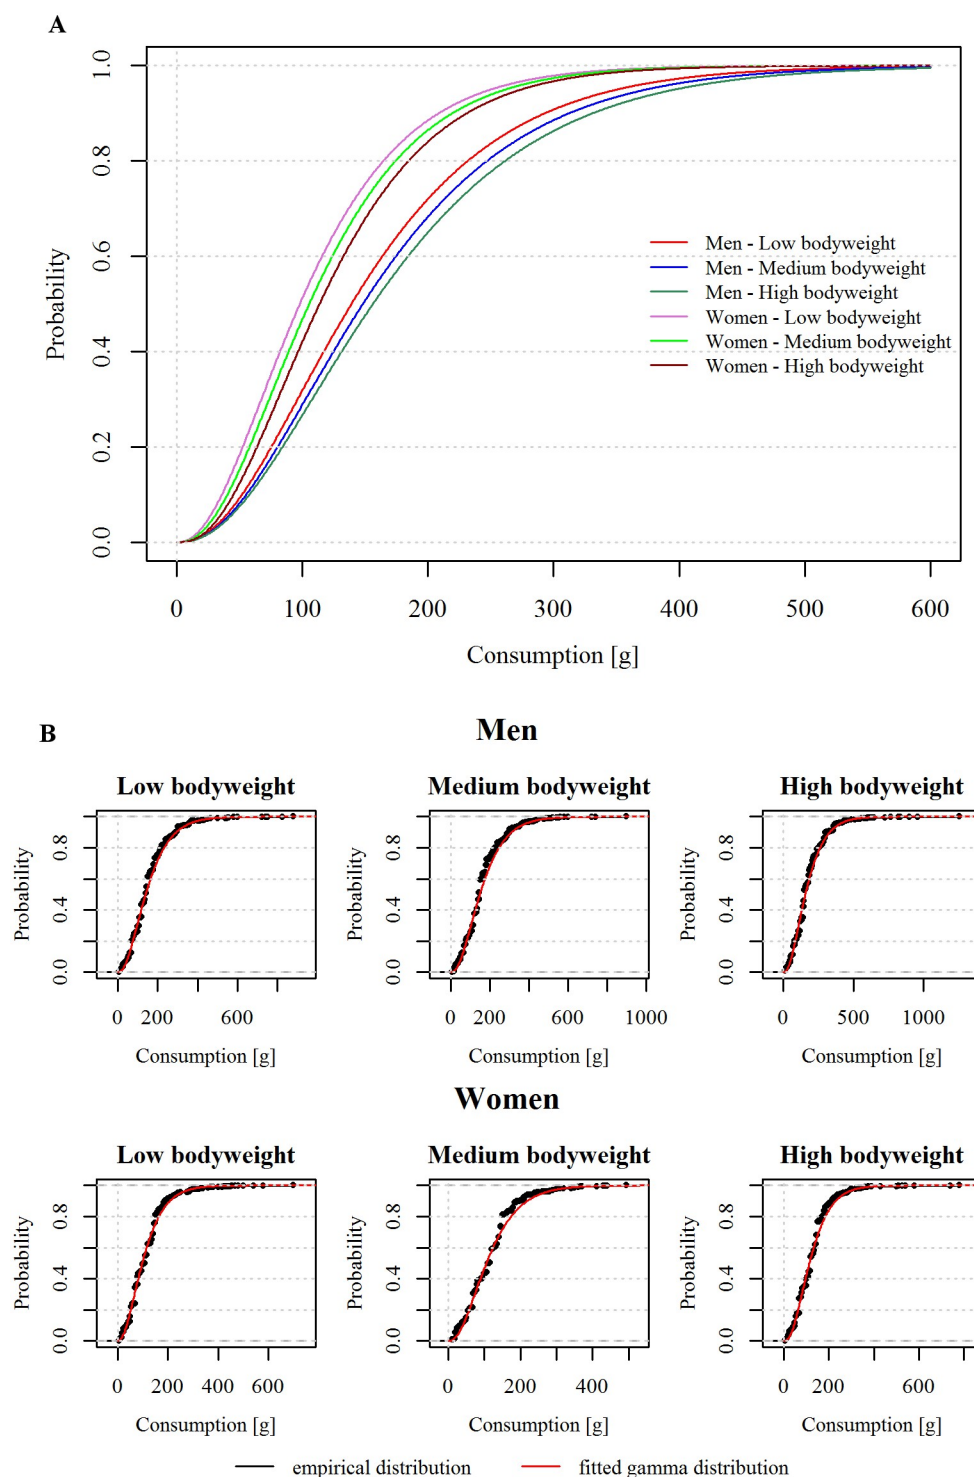 A
Probability
0.0
0.2
0.4
0.6
0.8
1.0
Men - Low bodyweight
Men - Medium bodyweight
Men - High bodyweight
Women - Low bodyweight
Women - Medium bodyweight
Women - High bodyweight
0 100 200 300 400 500 600
Consumption [g]
B
Men
Low bodyweight
Probability
0.0 0.4 0.8
0 200 600
Consumption [g]
Medium bodyweight
Probability
0.0 0.4 0.8
0 200 600 1000
Consumption [g]
High bodyweight
Probability
0.0 0.4 0.8
0 500 1000
Consumption [g]
Women
Low bodyweight
Probability
0.0 0.4 0.8
0 200 400 600
Consumption [g]
Medium bodyweight
Probability
0.0 0.4 0.8
0 200 400
Consumption [g]
High bodyweight
Probability
0.0 0.4 0.8
0 200 600
Consumption [g]
empirical distribution
fitted gamma distribution